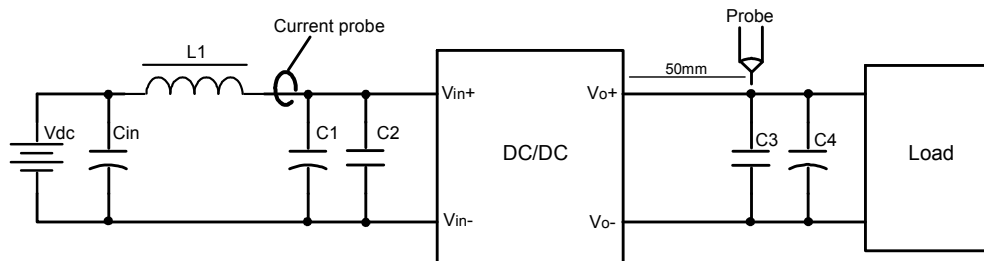 Probe
Current probe
L1
50mm
Vin+
Vo+
Vdc
Cin
C1
C2
DC/DC
C3
C4
Load
Vin-
Vo-